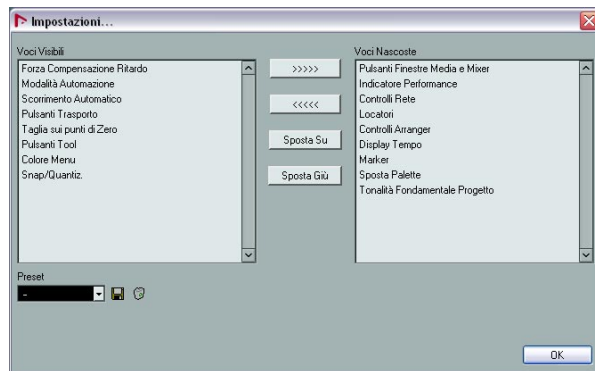 Impostazioni...
Voci Visibili
Forza Compensazione Ritardo
Modalità Automazione
Scorrimento Automatico
Pulsanti Trasporto
Taglia sui punti di Zero
Pulsanti Tool
Colore Menu
Snap/Quantiz.
>>>>>
<<<<<
Sposta Su
Sposta Giù
Voci Nascoste
Pulsanti Finestre Media e Mixer
Indicatore Performance
Controlli Rete
Locatori
Controlli Arranger
Display Tempo
Marker
Sposta Palette
Tonalità Fondamentale Progetto
Preset
-
OK